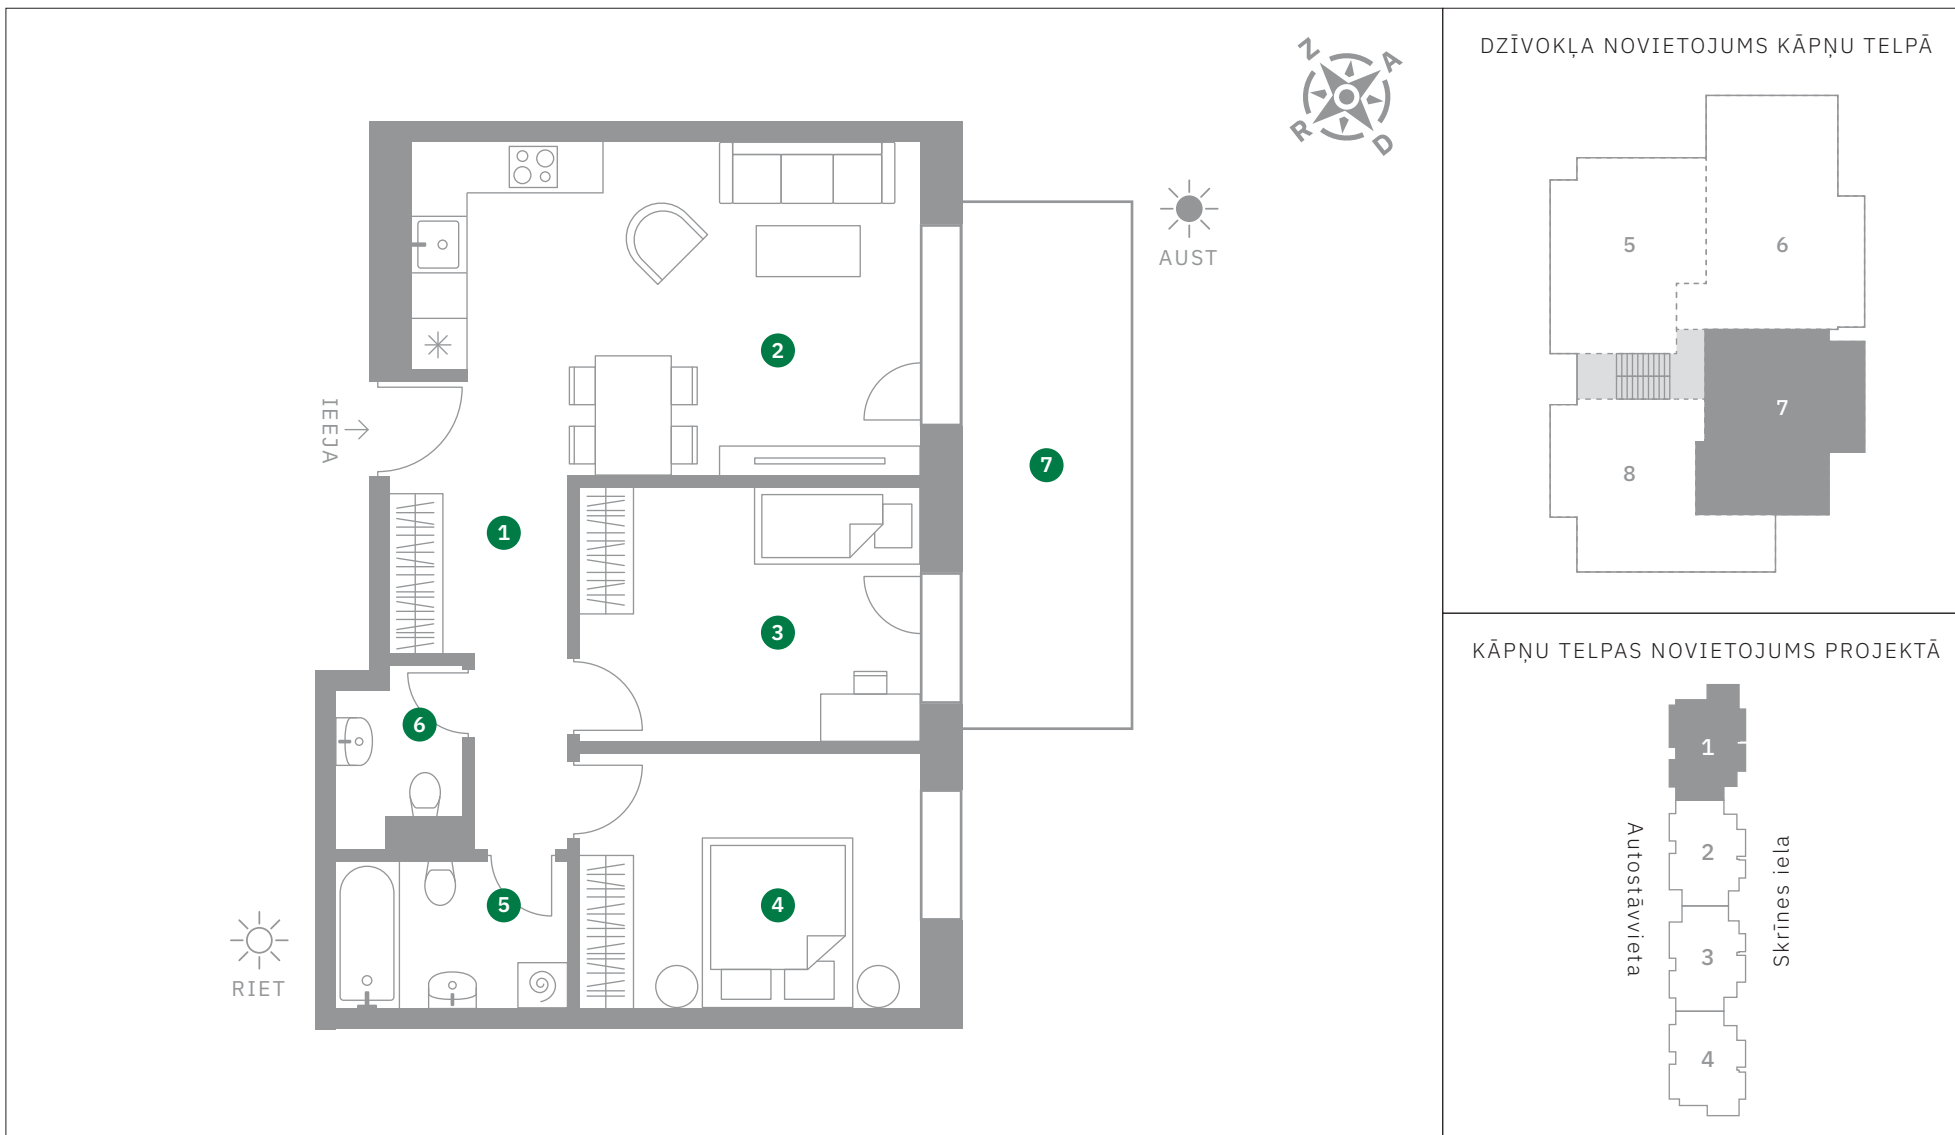 Z
A
R
D
AUST
IEEJA
2
1
7
3
6
5
4
RIET
DZĪVOKĻA NOVIETOJUMS KĀPŅU TELPĀ
5
6
7
8
KĀPŅU TELPAS NOVIETOJUMS PROJEKTĀ
1
2
3
4
Autostāvvieta
Skrīnes iela